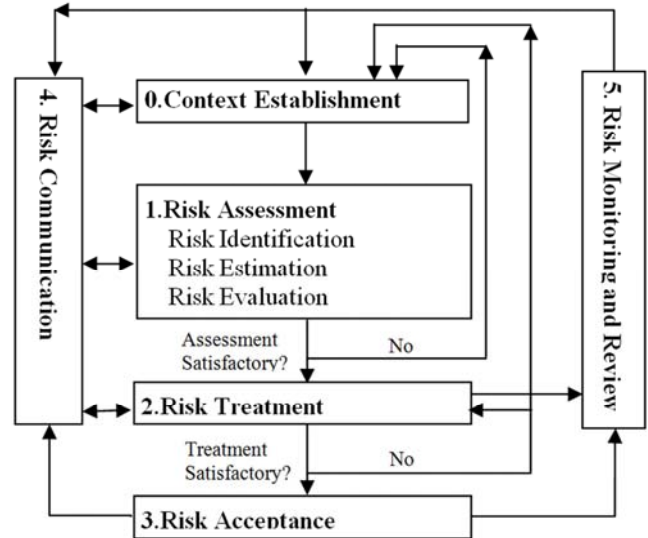 0.Context Establishment
4. Risk Communication
5. Risk Monitoring and Review
1.Risk Assessment
Risk Identification
Risk Estimation
Risk Evaluation
Assessment
Satisfactory?
No
2.Risk Treatment
Treatment
Satisfactory?
No
3.Risk Acceptance